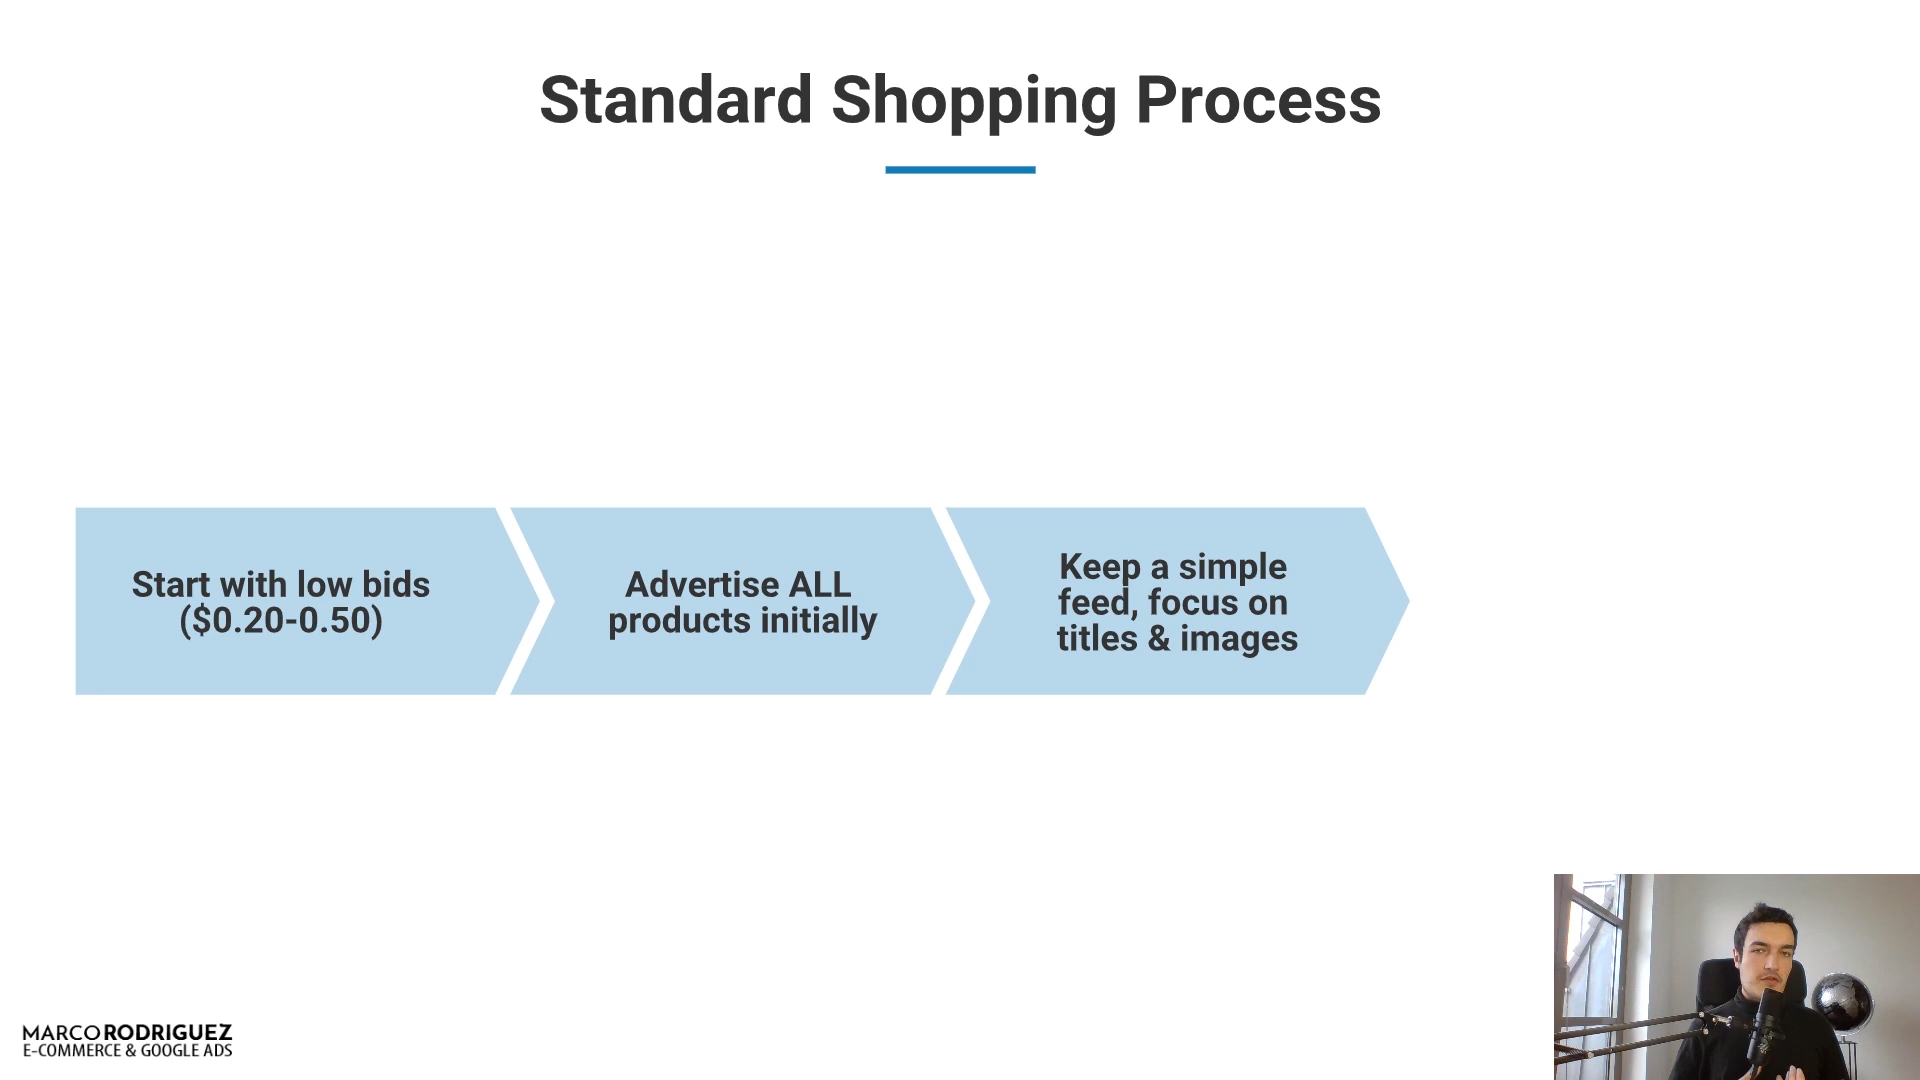 Standard Shopping Process
Start with low bids
($0.20-0.50)
Advertise ALL
products initially
Keep a simple
feed, focus on
titles & images
MARCO RODRIGUEZ
E-COMMERCE & GOOGLE ADS